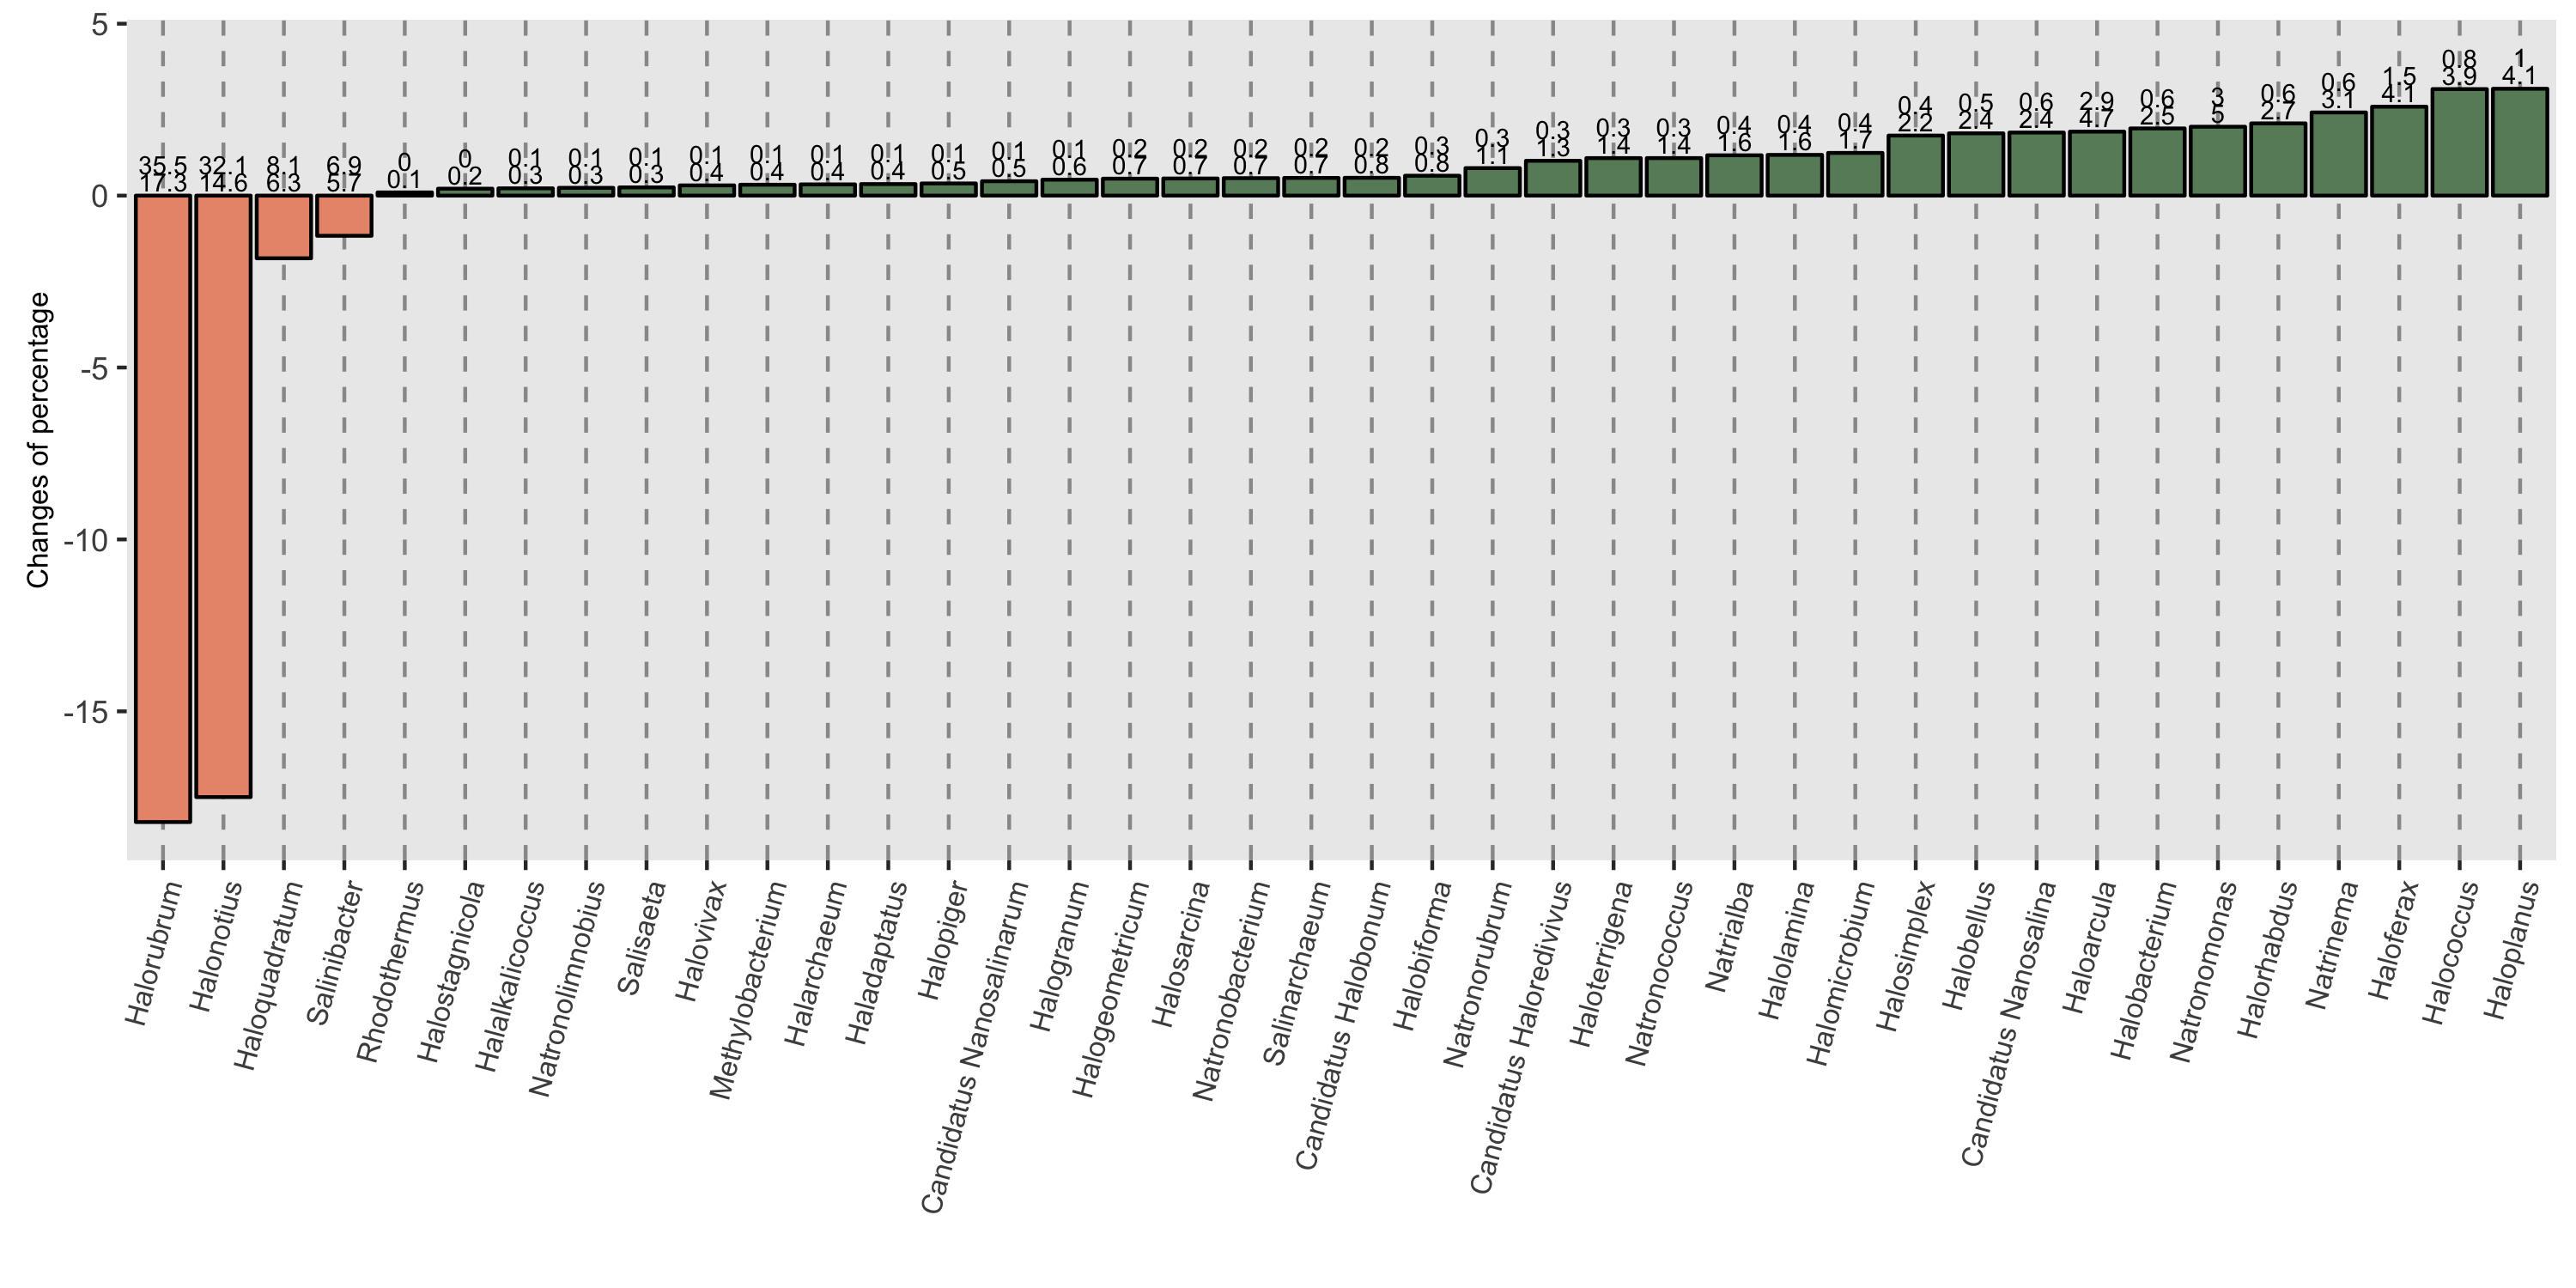 5
0
-5
-10
-15
Changes of percentage
35.5
17.3
32.1
14.6
8.1
6.3
6.9
5.7
0
0.1
0
0.2
0.1
0.3
0.1
0.3
0.1
0.3
0.1
0.4
0.1
0.4
0.1
0.4
0.1
0.4
0.1
0.5
0.1
0.5
0.1
0.6
0.2
0.7
0.2
0.7
0.2
0.7
0.2
0.7
0.2
0.8
0.3
0.8
0.3
1.1
0.3
1.3
0.3
1.4
0.3
1.4
0.4
1.6
0.4
1.6
0.4
1.7
0.4
2.2
0.5
2.4
0.6
2.4
2.9
4.7
0.6
2.5
3
5
0.6
2.7
0.6
3.1
1.5
4.1
0.8
3.9
1
4.1
Halorubrum
Halonotius
Haloquadratum
Salinibacter
Rhodothermus
Halostagnicola
Halalkalicoccus
Natronolimnobius
Salisaeta
Halovivax
Methylobacterium
Halarchaeum
Haladaptatus
Halopiger
Candidatus Nanosalinarum
Halogranum
Halogeometricum
Halosarcina
Natronobacterium
Salinarchaeum
Candidatus Halobonum
Halobiforma
Natronorubrum
Candidatus Haloredivivus
Haloterrigena
Natronococcus
Natrialba
Halolamina
Halomicrobium
Halosimplex
Halobellus
Candidatus Nanosalina
Haloarcula
Halobacterium
Natronomonas
Halorhabdus
Natrinema
Haloferax
Halococcus
Haloplanus